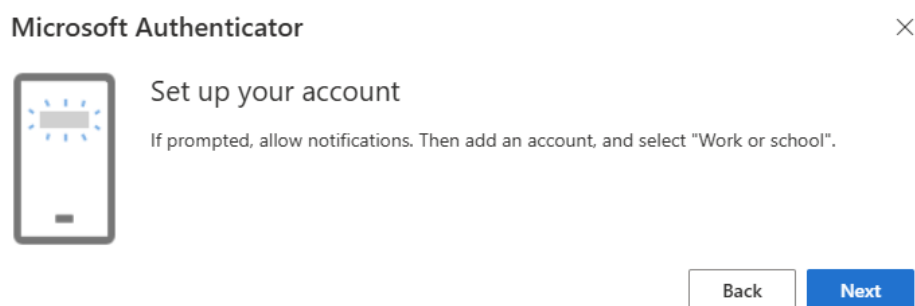 Microsoft Authenticator
Set up your account
If prompted, allow notifications. Then add an account, and select "Work or school".
Back
Next